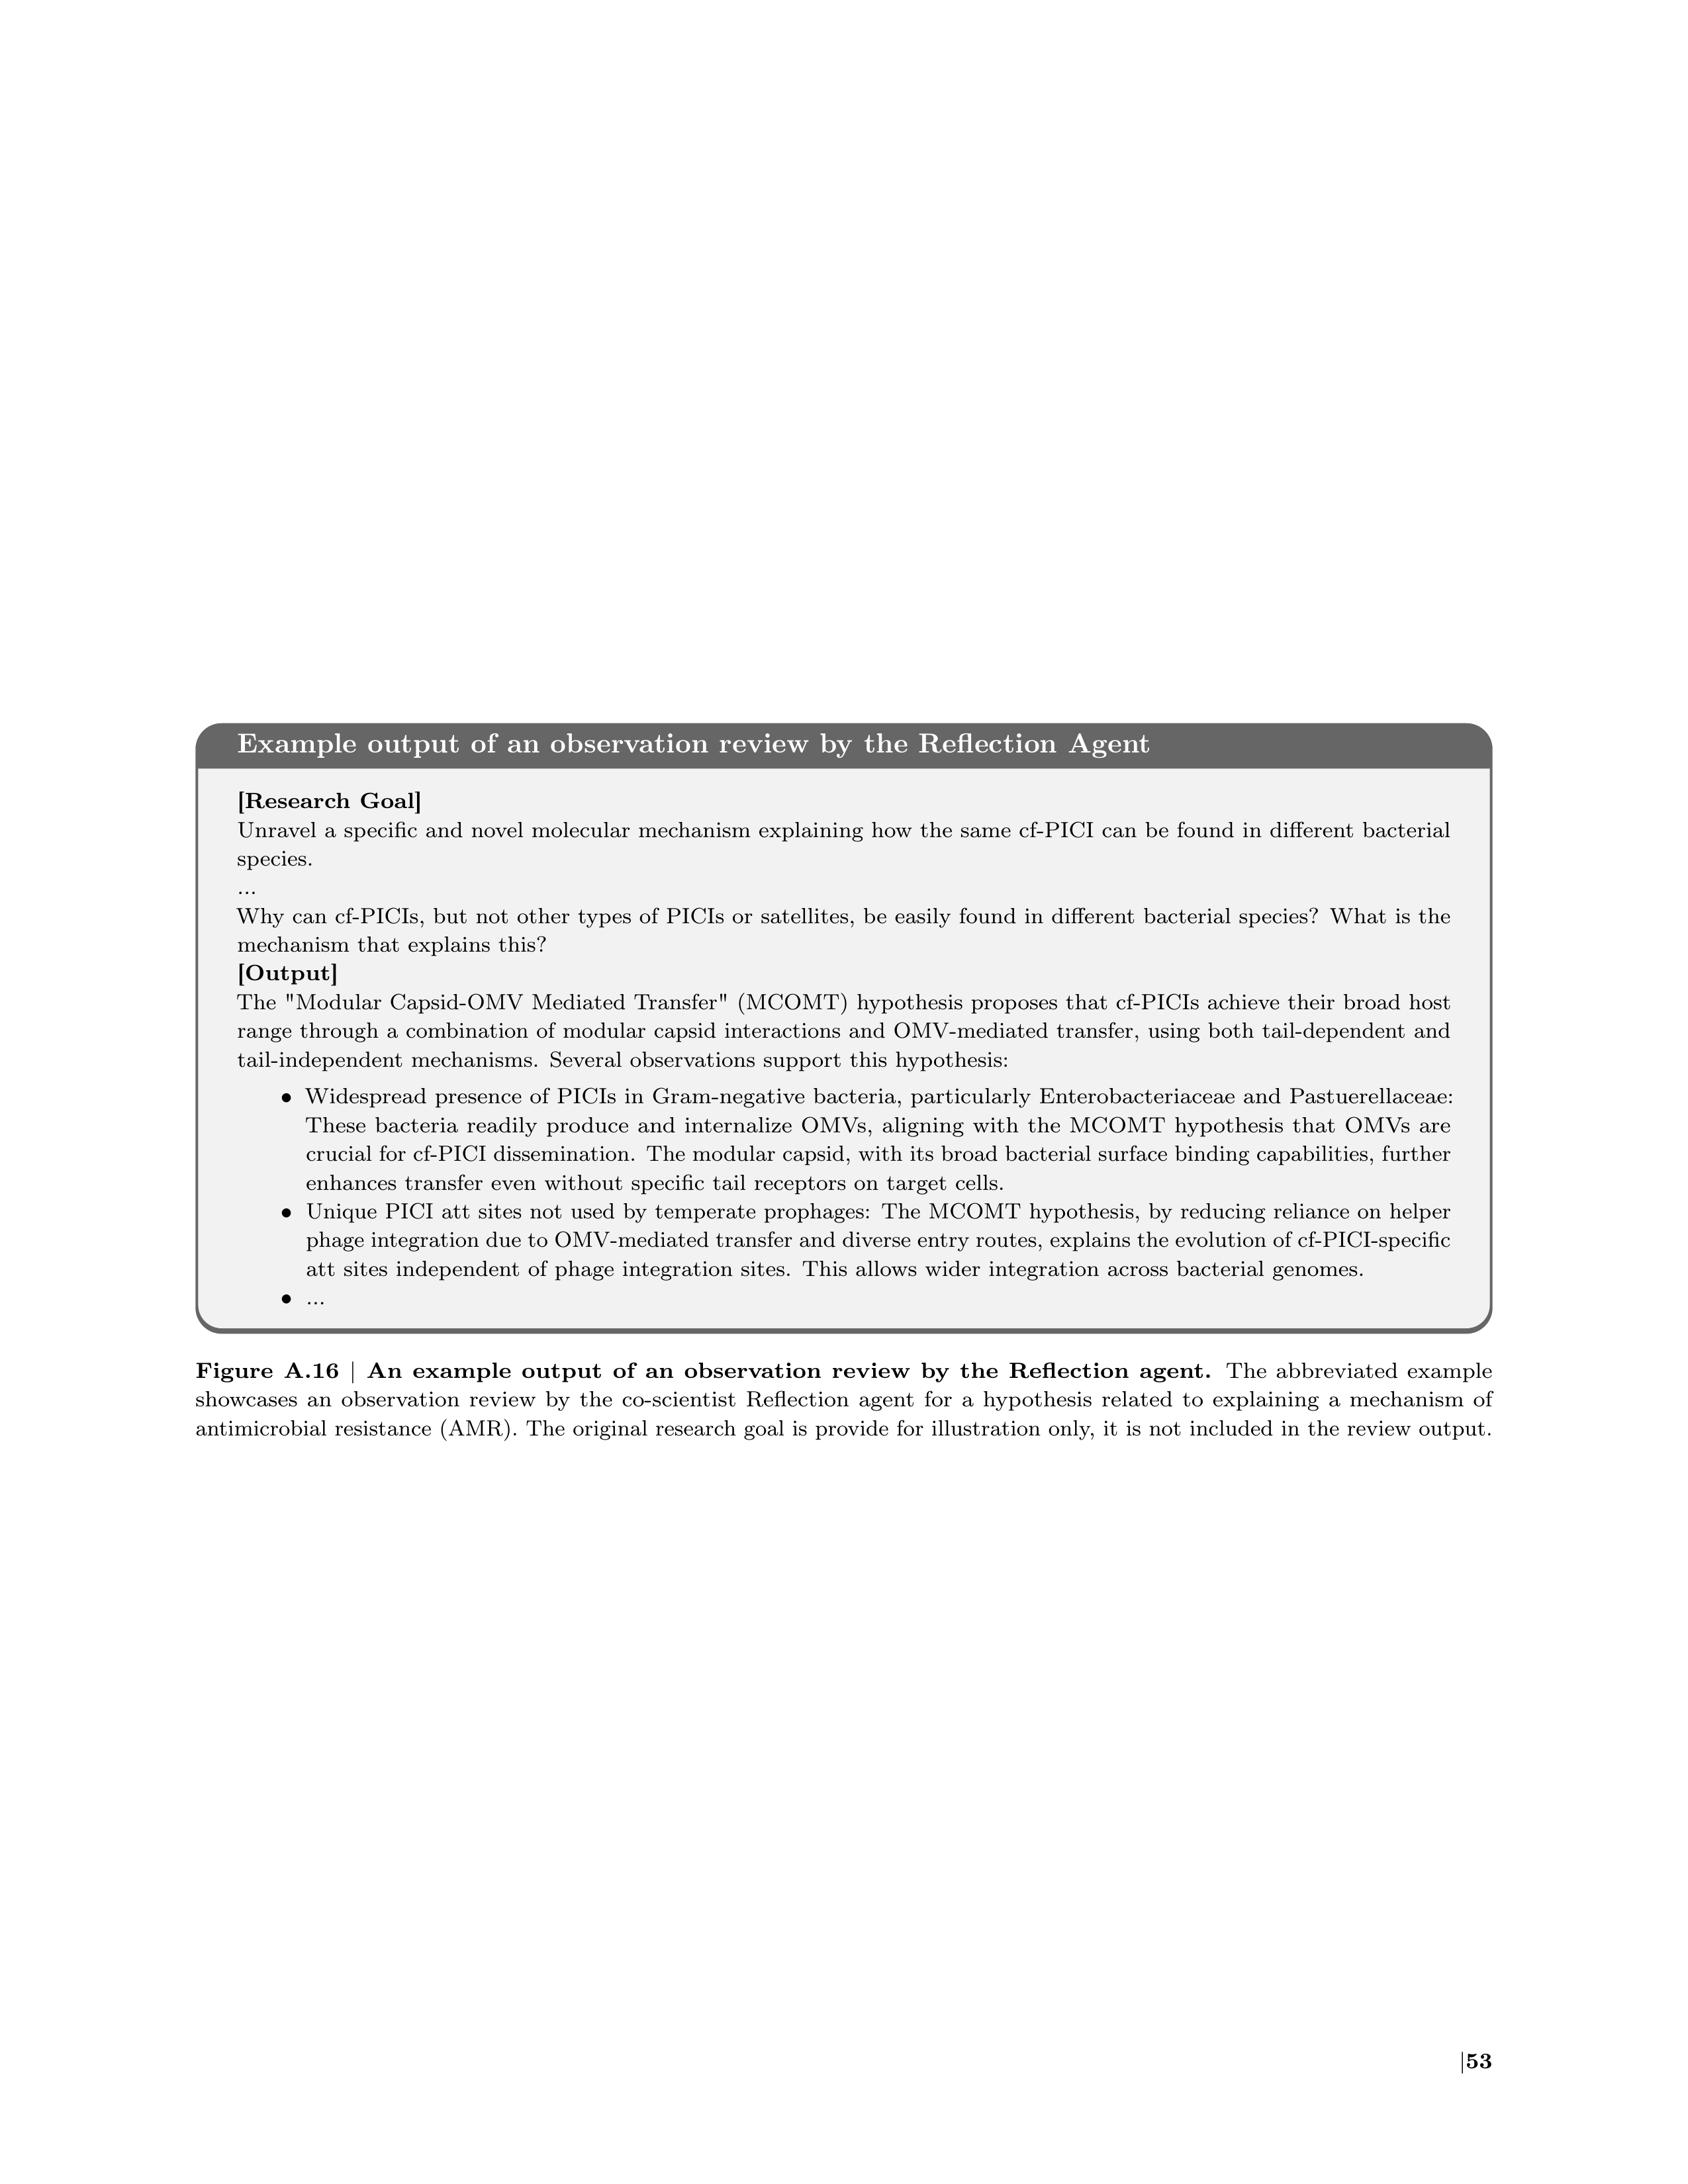 Example output of an observation review by the Reflection Agent
[Research Goal]
Unravel a specific and novel molecular mechanism explaining how the same cf-PICI can be found in different bacterial
species.
...
Why can cf-PICIs, but not other types of PICIs or satellites, be easily found in different bacterial species? What is the
mechanism that explains this?
[Output]
The "Modular Capsid-OMV Mediated Transfer" (MCOMT) hypothesis proposes that cf-PICIs achieve their broad host
range through a combination of modular capsid interactions and OMV-mediated transfer, using both tail-dependent and
tail-independent mechanisms. Several observations support this hypothesis:
• Widespread presence of PICIs in Gram-negative bacteria, particularly Enterobacteriaceae and Pastuerellaceae:
These bacteria readily produce and internalize OMVs, aligning with the MCOMT hypothesis that OMVs are
crucial for cf-PICI dissemination. The modular capsid, with its broad bacterial surface binding capabilities, further
enhances transfer even without specific tail receptors on target cells.
• Unique PICI att sites not used by temperate prophages: The MCOMT hypothesis, by reducing reliance on helper
phage integration due to OMV-mediated transfer and diverse entry routes, explains the evolution of cf-PICI-specific
att sites independent of phage integration sites. This allows wider integration across bacterial genomes.
• ...
Figure A.16 | An example output of an observation review by the Reflection agent. The abbreviated example
showcases an observation review by the co-scientist Reflection agent for a hypothesis related to explaining a mechanism of
antimicrobial resistance (AMR). The original research goal is provide for illustration only, it is not included in the review output.
|53